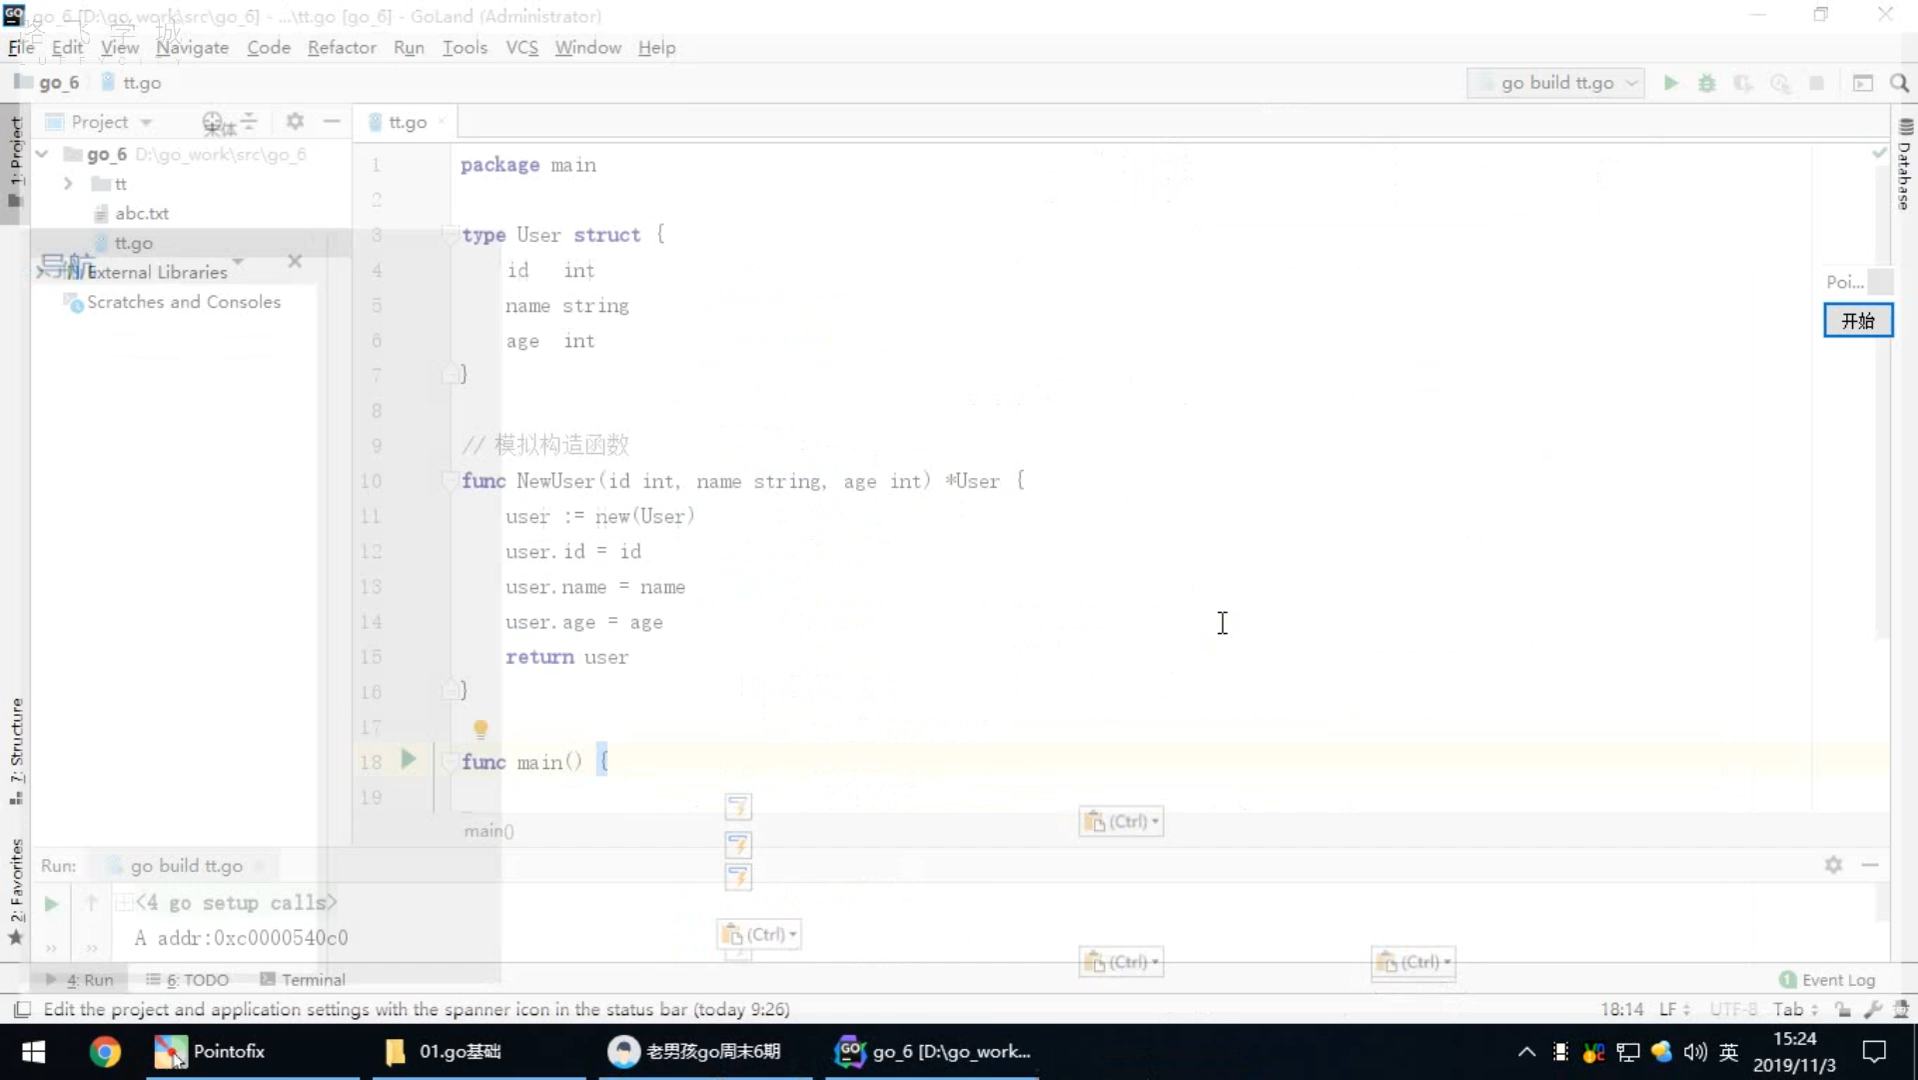 go_6 [D:\go_work\src\go_6] - ...\tt.go [go_6] - GoLand (Administrator)
路飞学城
LUFFYCITY
File Edit View Navigate Code Refactor Run Tools VCS Window Help
go_6 tt.go
go build tt.go
1: Project
Project
tt.go
Database
go_6 D:\go_work\src\go_6
tt
abc.txt
tt.go
导航
External Libraries
Scratches and Consoles
1 package main
2
3 type User struct {
4 id int
5 name string
6 age int
7 }
8
9 // 模拟构造函数
10 func NewUser(id int, name string, age int) *User {
11 user := new(User)
12 user.id = id
13 user.name = name
14 user.age = age
15 return user
16 }
17
18 func main() {
19
main()
Poi...
开始
7: Structure
2: Favorites
(Ctrl)
(Ctrl)
(Ctrl)
(Ctrl)
Run: go build tt.go
<4 go setup calls>
A addr:0xc0000540c0
4: Run 6: TODO Terminal
1 Event Log
Edit the project and application settings with the spanner icon in the status bar (today 9:26)
18:14 LF UTF-8 Tab
Pointofix
01.go基础
老男孩go周末6期
go_6 [D:\go_work...
英
15:24
2019/11/3